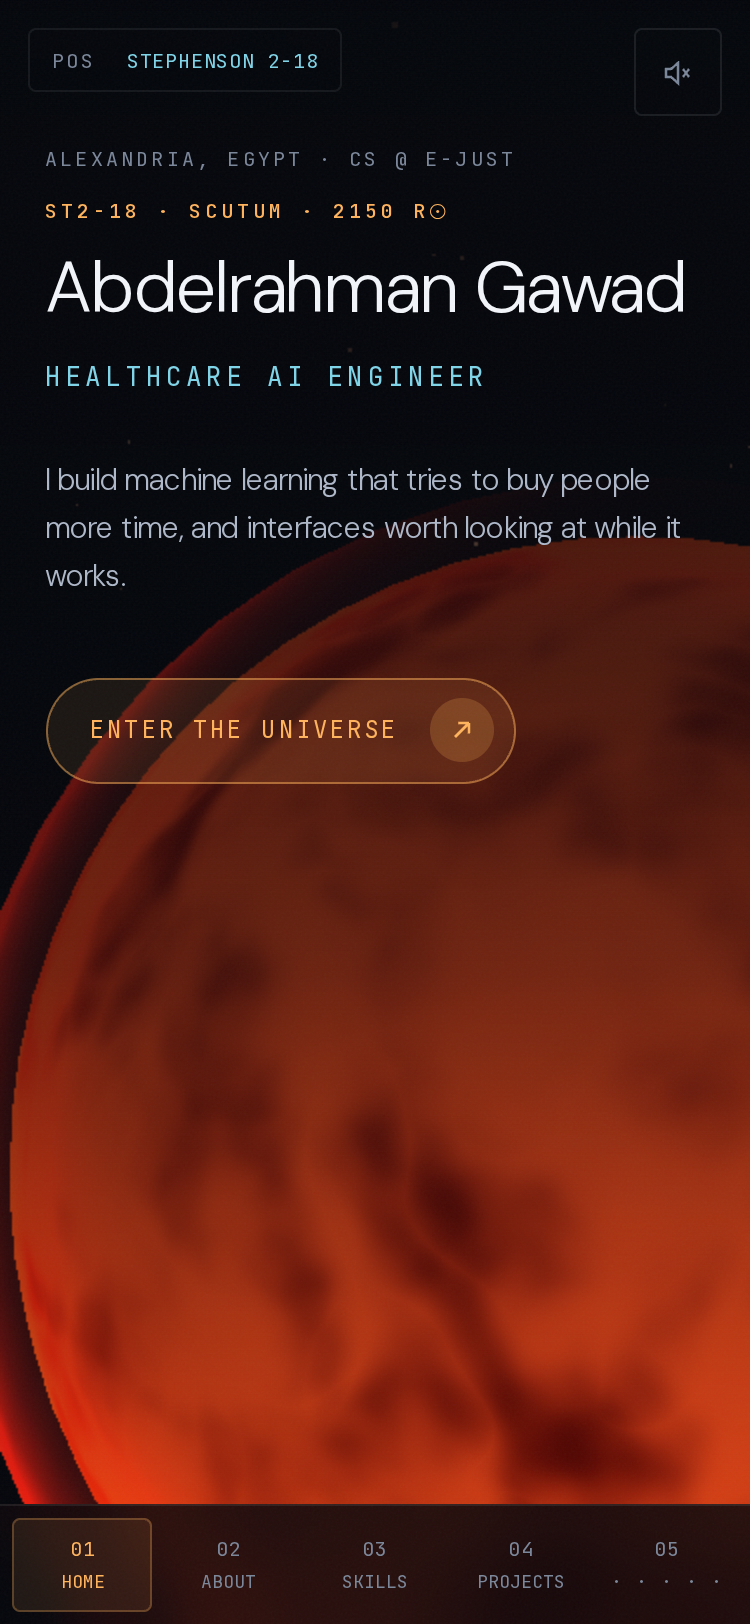 POS STEPHENSON 2-18
ALEXANDRIA, EGYPT · CS @ E-JUST
ST2-18 · SCUTUM · 2150 R☉
Abdelrahman Gawad
HEALTHCARE AI ENGINEER
I build machine learning that tries to buy people
more time, and interfaces worth looking at while it
works.
ENTER THE UNIVERSE
01 02 03 04 05
HOME ABOUT SKILLS PROJECTS · · · · ·